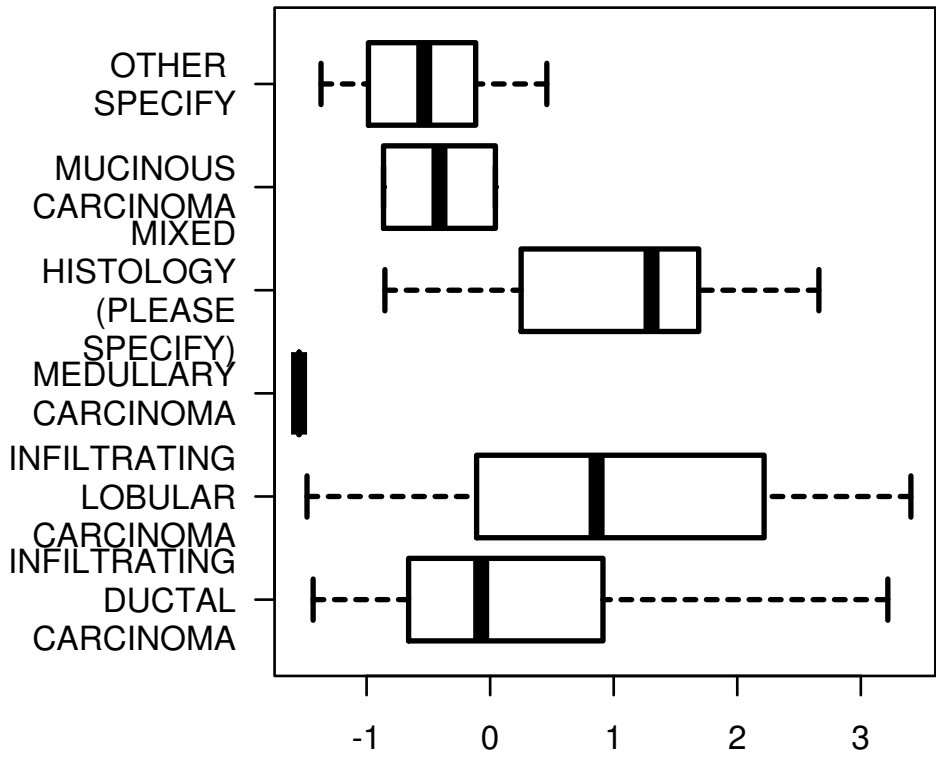 OTHER
SPECIFY
MUCINOUS
CARCINOMA
MIXED
HISTOLOGY
(PLEASE
SPECIFY)
MEDULLARY
CARCINOMA
INFILTRATING
LOBULAR
CARCINOMA
INFILTRATING
DUCTAL
CARCINOMA
-1 0 1 2 3